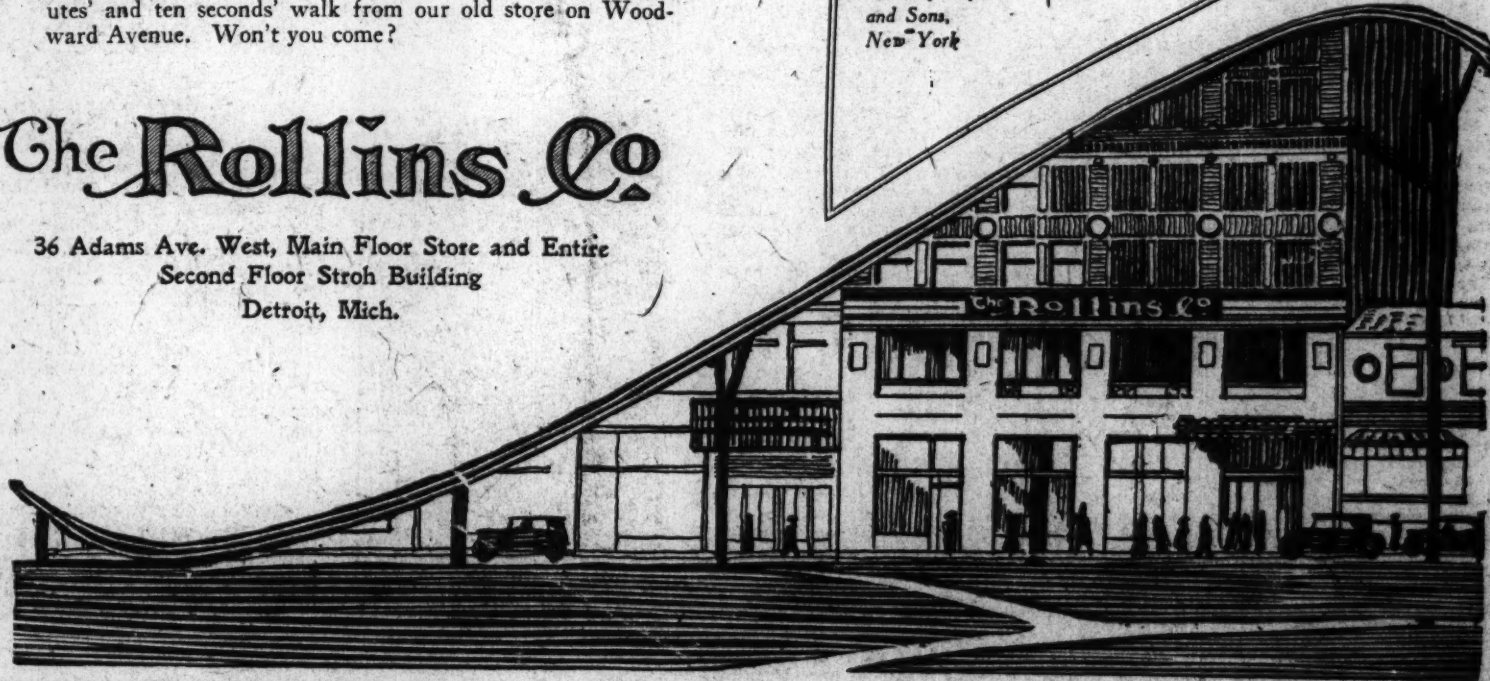 utes' and ten seconds' walk from our old store on Wood-
ward Avenue. Won't you come?
and Sons,
New York
The Rollins Co
36 Adams Ave. West, Main Floor Store and Entire
Second Floor Stroh Building
Detroit, Mich.
The Rollins Co